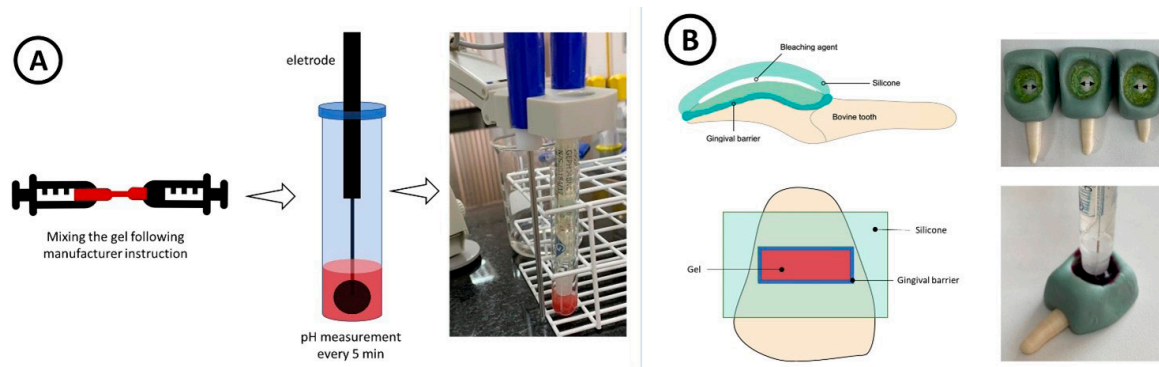 A
eletrode
Mixing the gel following
manufacturer instruction
pH measurement
every 5 min
B
Bleaching agent
Silicone
Bovine tooth
Gingival barrier
Silicone
Gel
Gingival barrier